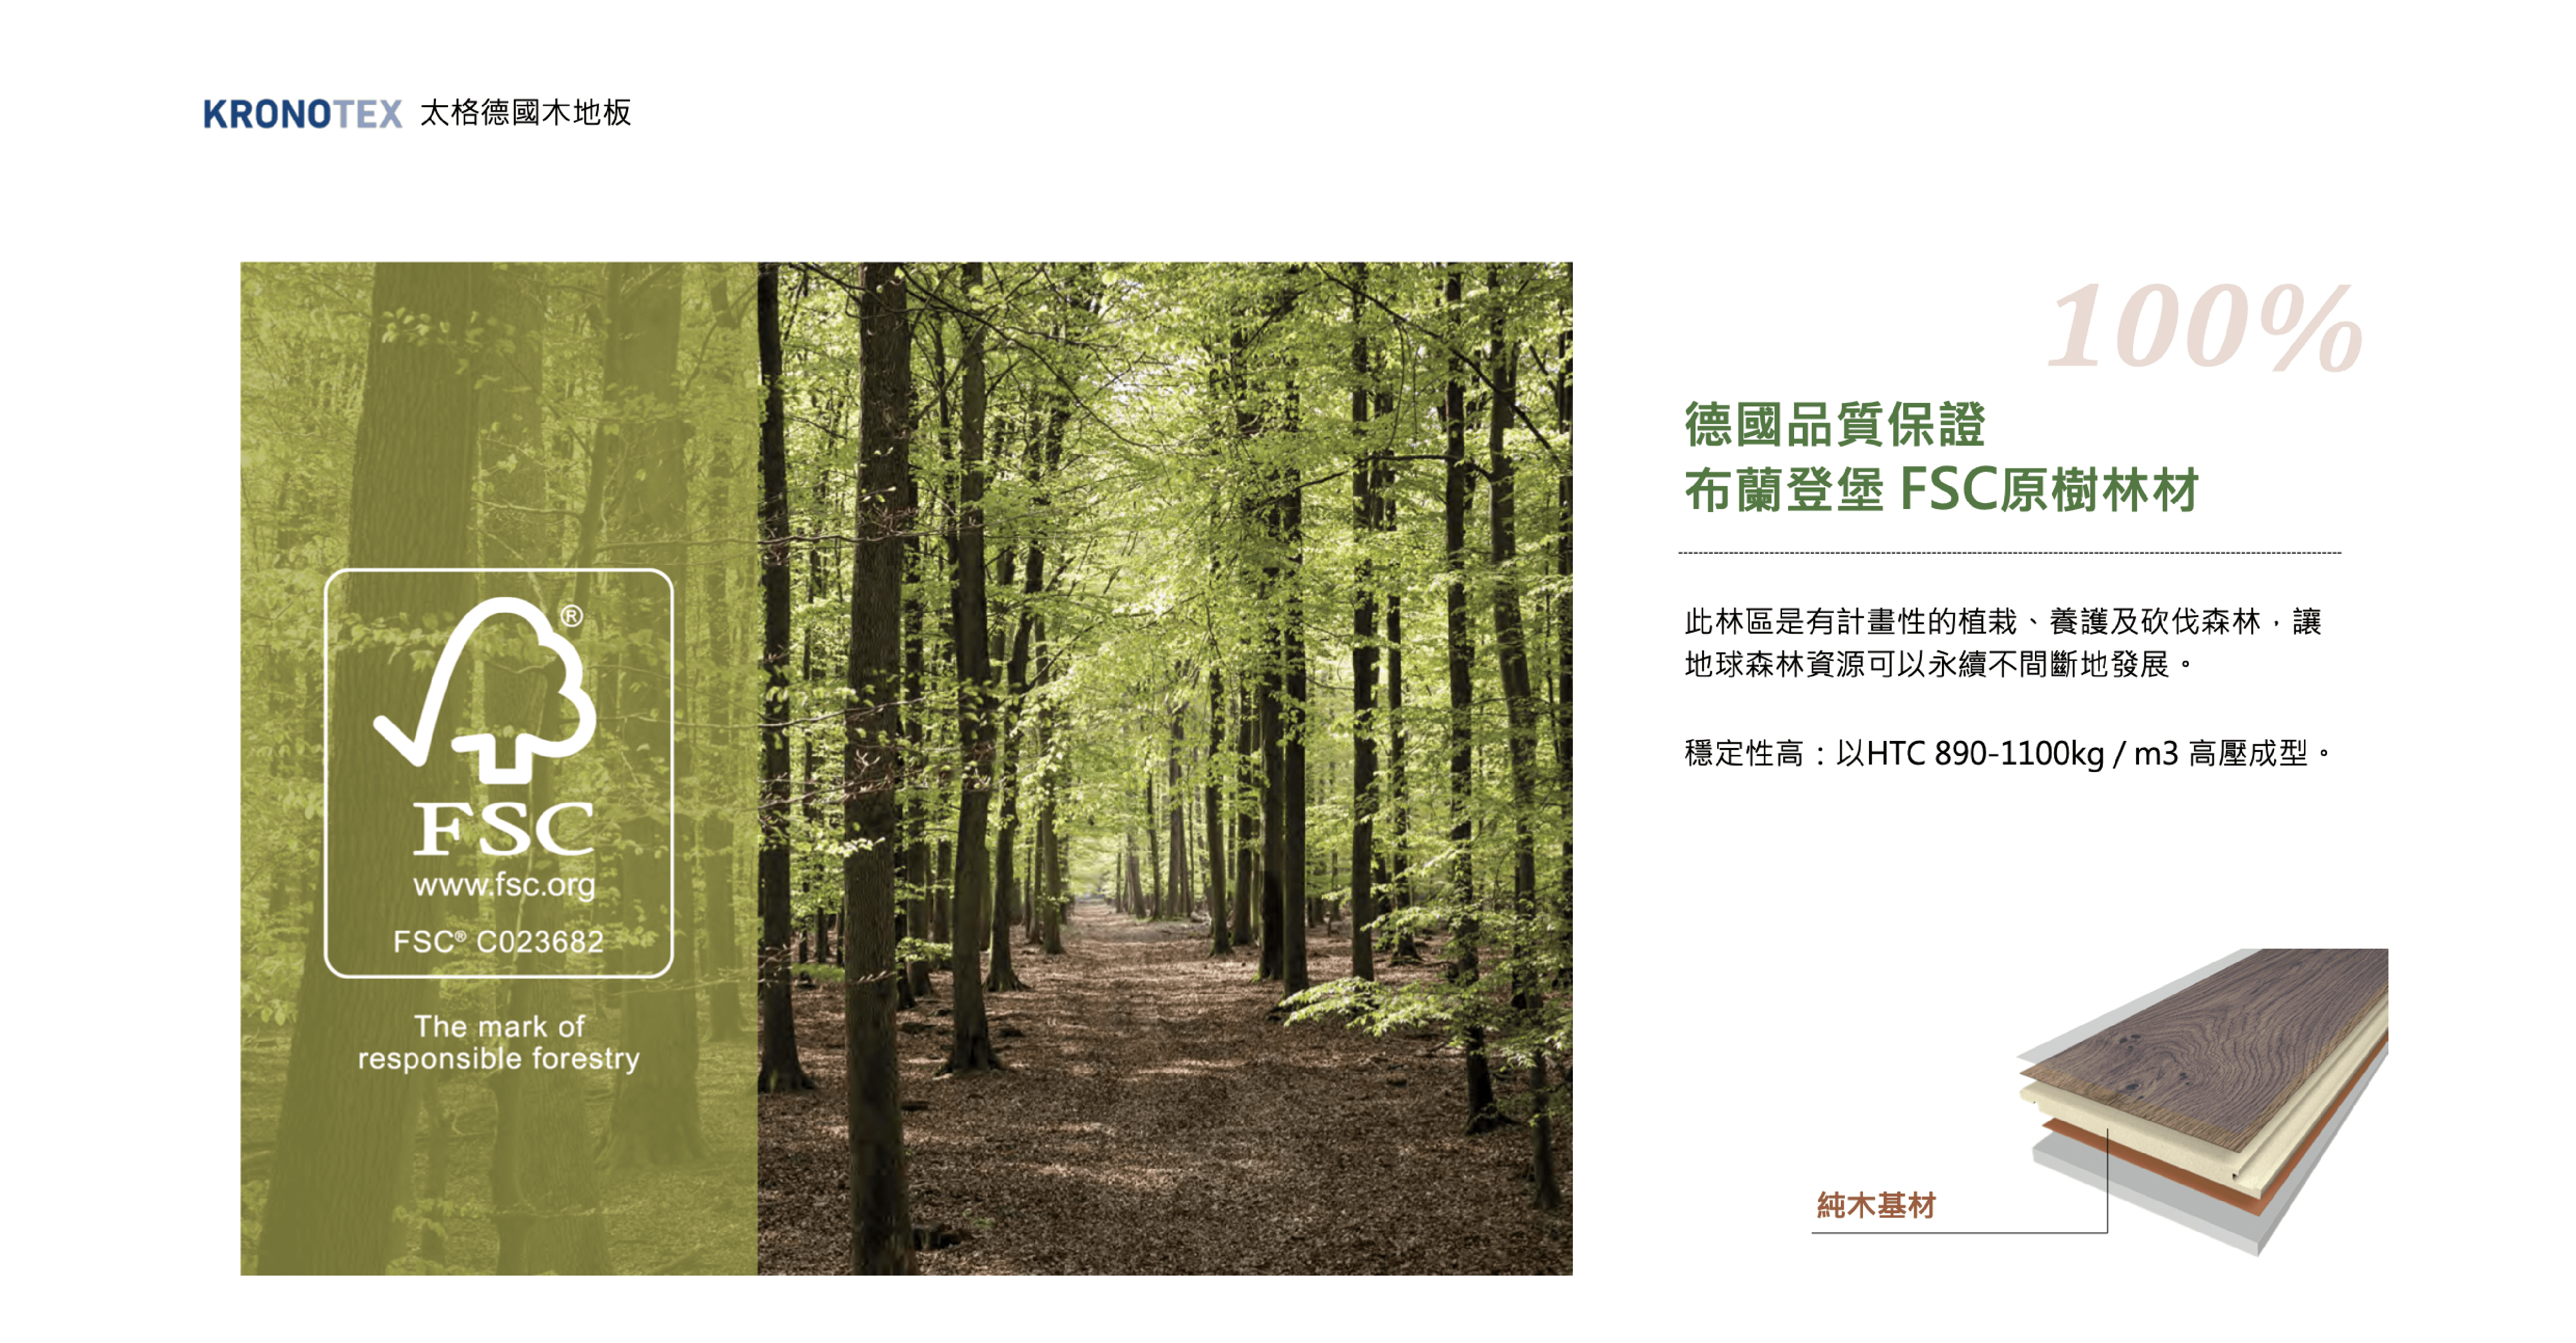 KRONOTEX 太格德國木地板
®
FSC
www.fsc.org
FSC® C023682
The mark of
responsible forestry
100%
德國品質保證
布蘭登堡 FSC原樹林材
此林區是有計畫性的植栽、養護及砍伐森林，讓
地球森林資源可以永續不間斷地發展。
穩定性高：以HTC 890-1100kg / m3 高壓成型。
純木基材